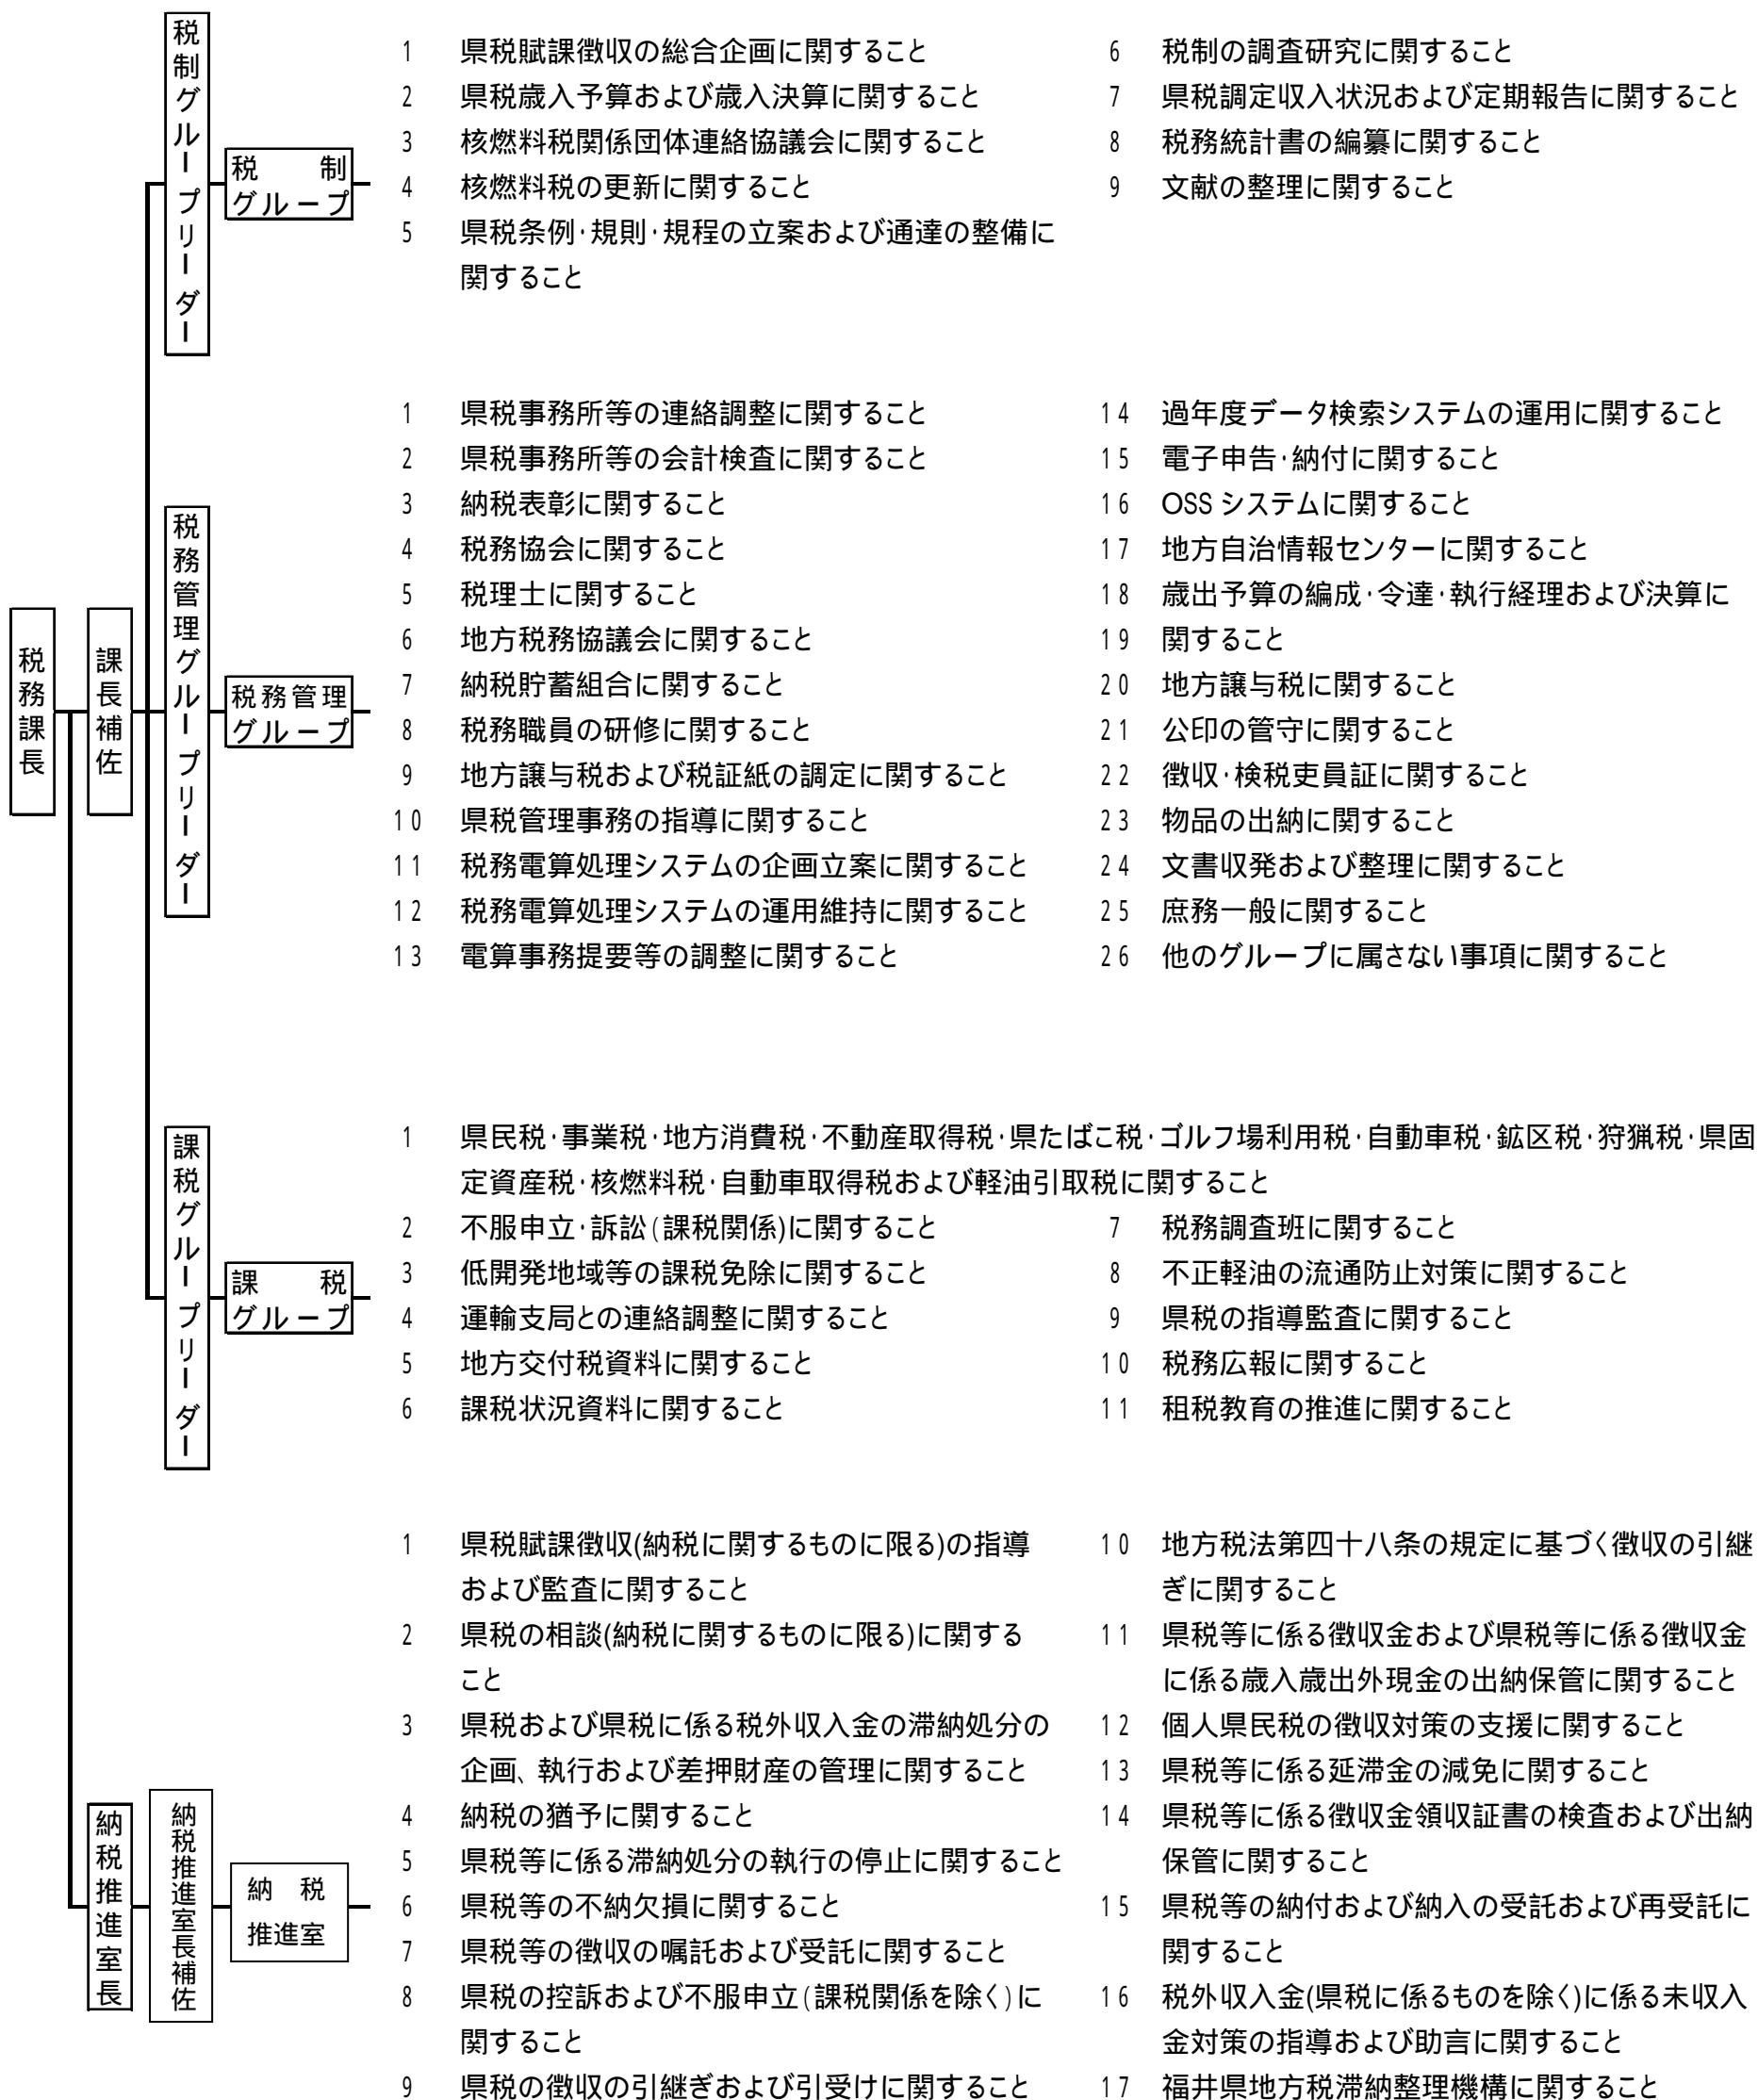 税務課長
課長補佐
税制グループリーダー
税　制
グループ
1 県税賦課徴収の総合企画に関すること
2 県税歳入予算および歳入決算に関すること
3 核燃料税関係団体連絡協議会に関すること
4 核燃料税の更新に関すること
5 県税条例･規則･規程の立案および通達の整備に
関すること
6 税制の調査研究に関すること
7 県税調定収入状況および定期報告に関すること
8 税務統計書の編纂に関すること
9 文献の整理に関すること
税務管理グループリーダー
税務管理
グループ
1 県税事務所等の連絡調整に関すること
2 県税事務所等の会計検査に関すること
3 納税表彰に関すること
4 税務協会に関すること
5 税理士に関すること
6 地方税務協議会に関すること
7 納税貯蓄組合に関すること
8 税務職員の研修に関すること
9 地方譲与税および税証紙の調定に関すること
10 県税管理事務の指導に関すること
11 税務電算処理システムの企画立案に関すること
12 税務電算処理システムの運用維持に関すること
13 電算事務提要等の調整に関すること
14 過年度データ検索システムの運用に関すること
15 電子申告･納付に関すること
16 OSS システムに関すること
17 地方自治情報センターに関すること
18 歳出予算の編成･令達･執行経理および決算に
19 関すること
20 地方譲与税に関すること
21 公印の管守に関すること
22 徴収･検税吏員証に関すること
23 物品の出納に関すること
24 文書収発および整理に関すること
25 庶務一般に関すること
26 他のグループに属さない事項に関すること
課税グループリーダー
課　税
グループ
1 県民税･事業税･地方消費税･不動産取得税･県たばこ税･ゴルフ場利用税･自動車税･鉱区税･狩猟税･県固
定資産税･核燃料税･自動車取得税および軽油引取税に関すること
2 不服申立･訴訟(課税関係)に関すること
3 低開発地域等の課税免除に関すること
4 運輸支局との連絡調整に関すること
5 地方交付税資料に関すること
6 課税状況資料に関すること
7 税務調査班に関すること
8 不正軽油の流通防止対策に関すること
9 県税の指導監査に関すること
10 税務広報に関すること
11 租税教育の推進に関すること
納税推進室長
納税推進室長補佐
納　税
推進室
1 県税賦課徴収(納税に関するものに限る)の指導
および監査に関すること
2 県税の相談(納税に関するものに限る)に関する
こと
3 県税および県税に係る税外収入金の滞納処分の
企画、執行および差押財産の管理に関すること
4 納税の猶予に関すること
5 県税等に係る滞納処分の執行の停止に関すること
6 県税等の不納欠損に関すること
7 県税等の徴収の嘱託および受託に関すること
8 県税の控訴および不服申立(課税関係を除く)に
関すること
9 県税の徴収の引継ぎおよび引受けに関すること
10 地方税法第四十八条の規定に基づく徴収の引継
ぎに関すること
11 県税等に係る徴収金および県税等に係る徴収金
に係る歳入歳出外現金の出納保管に関すること
12 個人県民税の徴収対策の支援に関すること
13 県税等に係る延滞金の減免に関すること
14 県税等に係る徴収金領収証書の検査および出納
保管に関すること
15 県税等の納付および納入の受託および再受託に
関すること
16 税外収入金(県税に係るものを除く)に係る未収入
金対策の指導および助言に関すること
17 福井県地方税滞納整理機構に関すること